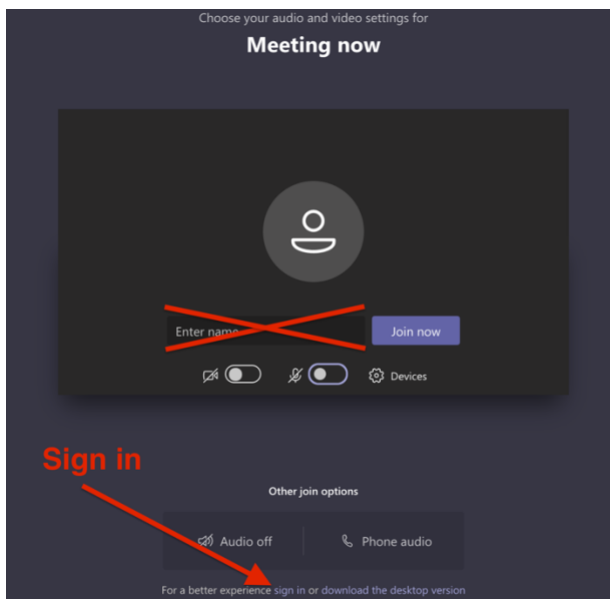 Choose your audio and video settings for
Meeting now
Enter name
Join now
Devices
Sign in
Other join options
Audio off
Phone audio
For a better experience sign in or download the desktop version